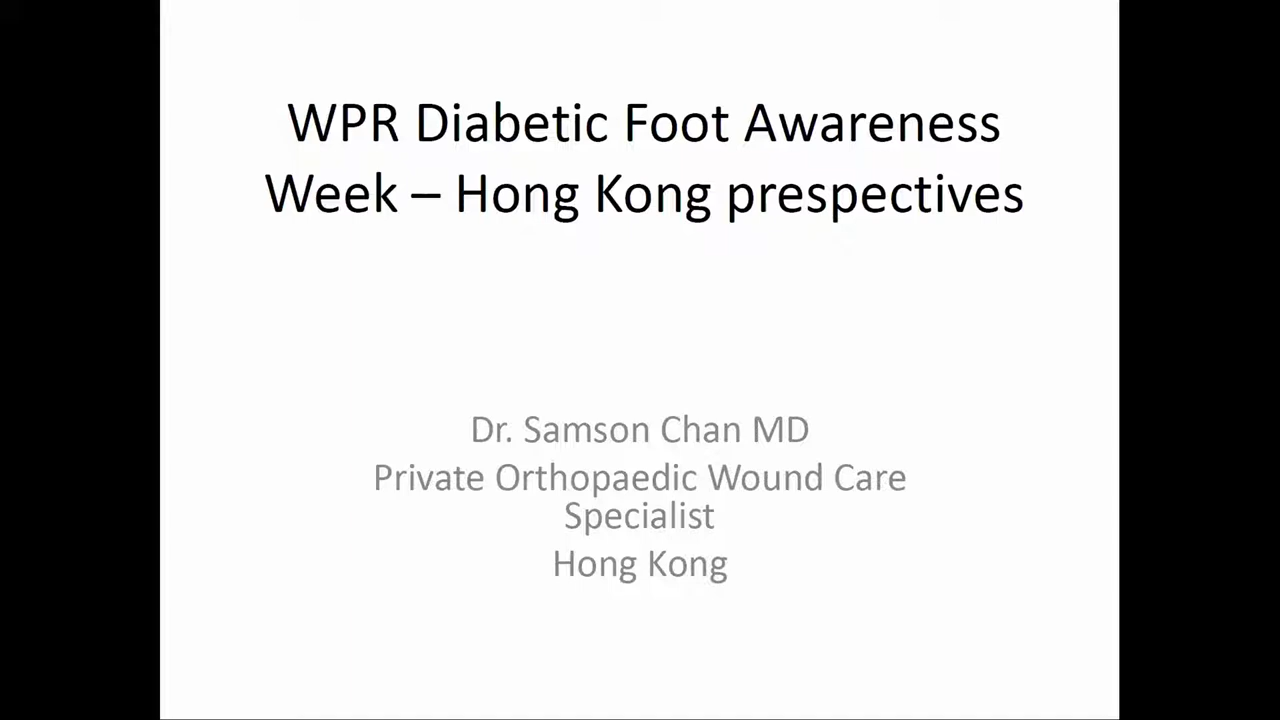 WPR Diabetic Foot Awareness
Week – Hong Kong prespectives
Dr. Samson Chan MD
Private Orthopaedic Wound Care
Specialist
Hong Kong